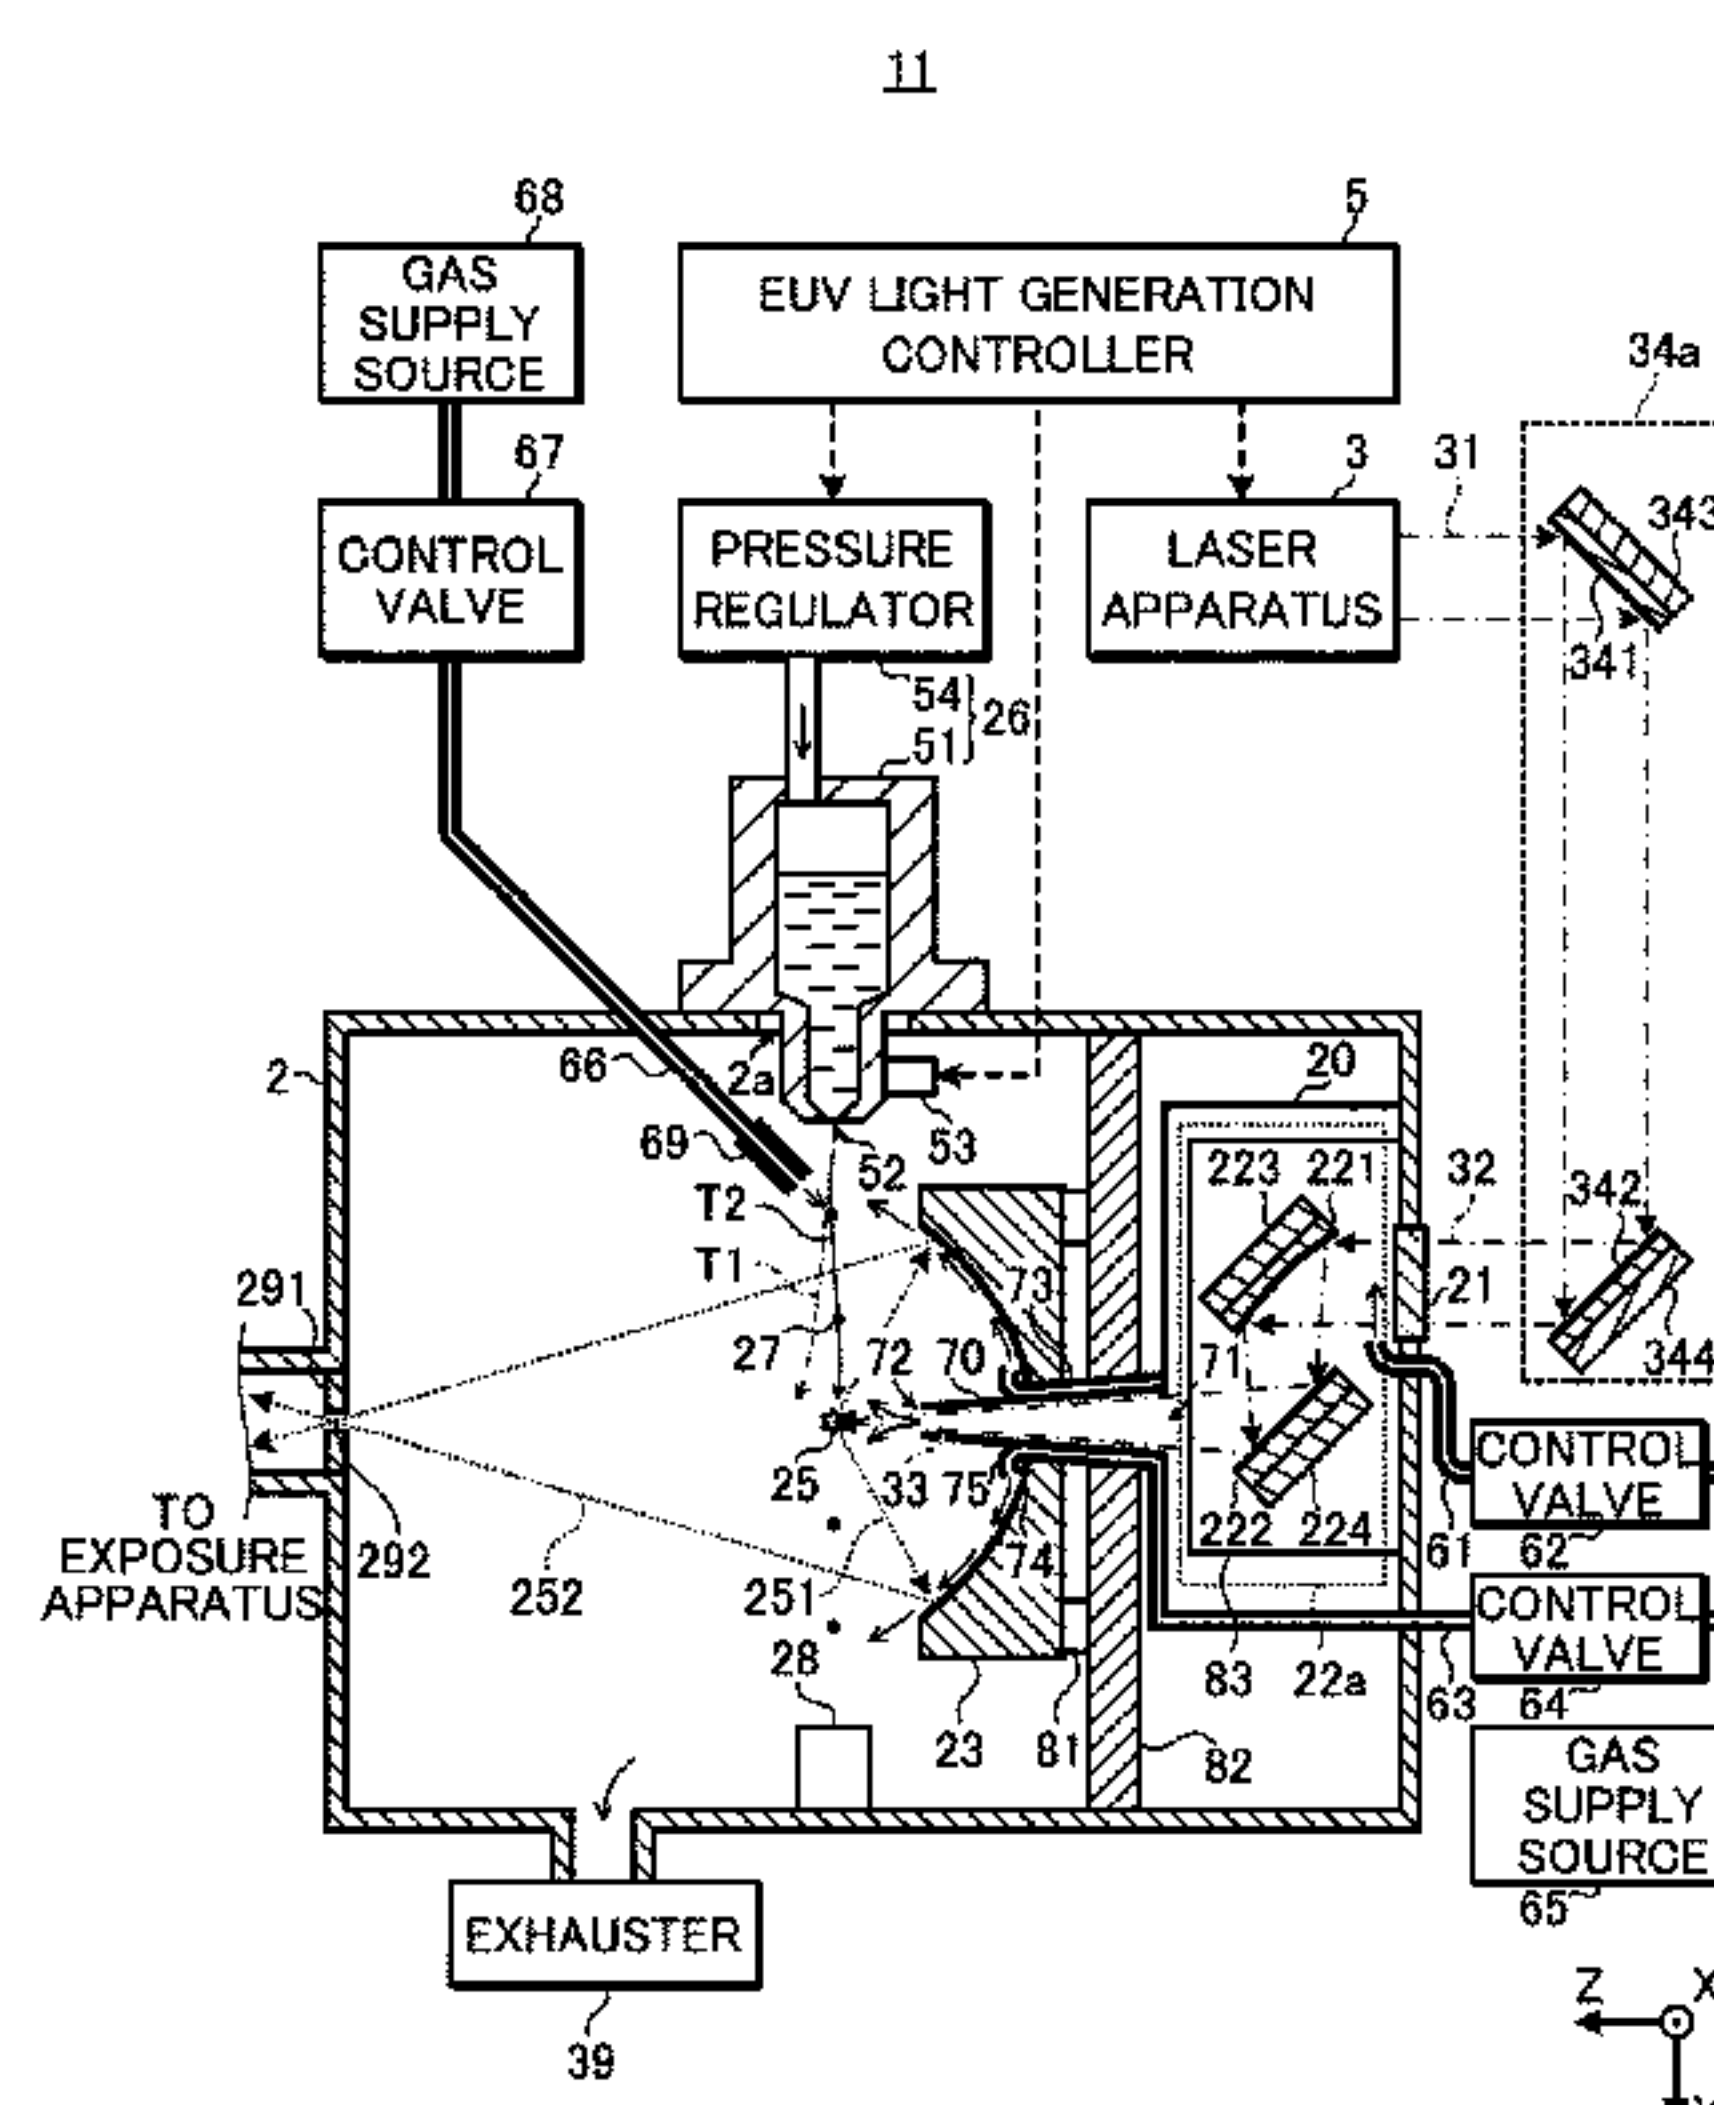 11
68
5
GAS
SUPPLY
SOURCE
EUV LIGHT GENERATION
CONTROLLER
34a
67
3
31
343
CONTROL
VALVE
PRESSURE
REGULATOR
LASER
APPARATUS
341
54
26
51
2
66
2a
20
69
53
52
223
221
32
342
T2
T1
73
291
21
27
72
70
71
344
25
33
75
CONTROL
VALVE
TO
EXPOSURE
APPARATUS
292
222
224
61
62
252
251
74
CONTROL
VALVE
28
83
22a
63
64
23
81
82
GAS
SUPPLY
SOURCE
65
EXHAUSTER
39
Z
X